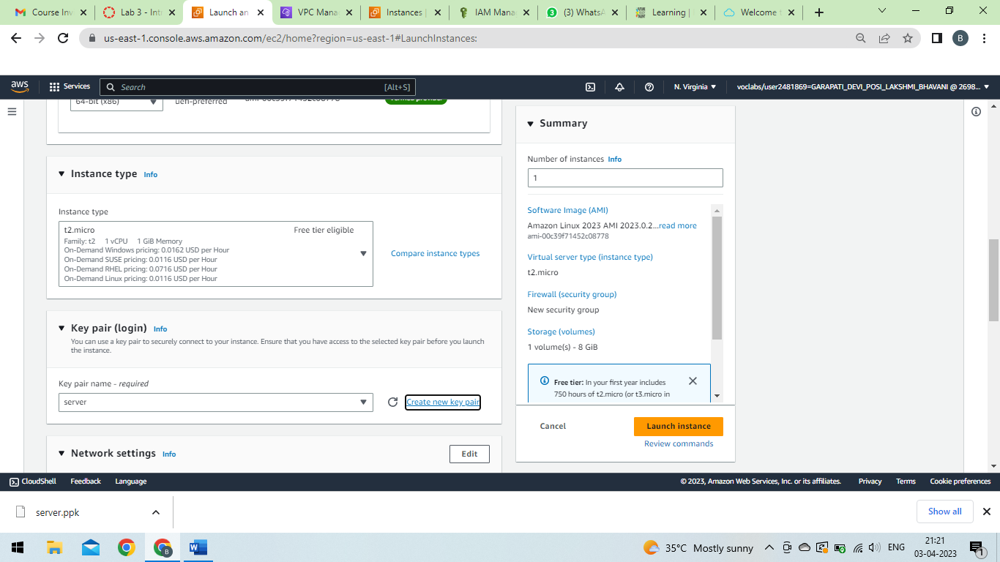 Course Inv
Lab 3 - Intr
Launch an
VPC Mana
Instances |
IAM Mana
(3) WhatsA
Learning |
Welcome t
us-east-1.console.aws.amazon.com/ec2/home?region=us-east-1#LaunchInstances:
B
aws
Services
Search
[Alt+S]
N. Virginia
voclabs/user2481869=GARAPATI_DEVI_POSI_LAKSHMI_BHAVANI @ 2698...
64-bit (x86)
uefi-preferred
ami-00c39f71452c08778
Instance type Info
Instance type
t2.micro
Free tier eligible
Family: t2 1 vCPU 1 GiB Memory
On-Demand Windows pricing: 0.0162 USD per Hour
On-Demand SUSE pricing: 0.0116 USD per Hour
On-Demand RHEL pricing: 0.0716 USD per Hour
On-Demand Linux pricing: 0.0116 USD per Hour
Compare instance types
Key pair (login) Info
You can use a key pair to securely connect to your instance. Ensure that you have access to the selected key pair before you launch
the instance.
Key pair name - required
server
Create new key pair
Network settings Info
Edit
Summary
Number of instances Info
1
Software Image (AMI)
Amazon Linux 2023 AMI 2023.0.2...read more
ami-00c39f71452c08778
Virtual server type (instance type)
t2.micro
Firewall (security group)
New security group
Storage (volumes)
1 volume(s) - 8 GiB
Free tier: In your first year includes
750 hours of t2.micro (or t3.micro in
Cancel
Launch instance
Review commands
CloudShell
Feedback
Language
© 2023, Amazon Web Services, Inc. or its affiliates.
Privacy
Terms
Cookie preferences
server.ppk
Show all
35°C Mostly sunny
ENG
21:21
03-04-2023
1